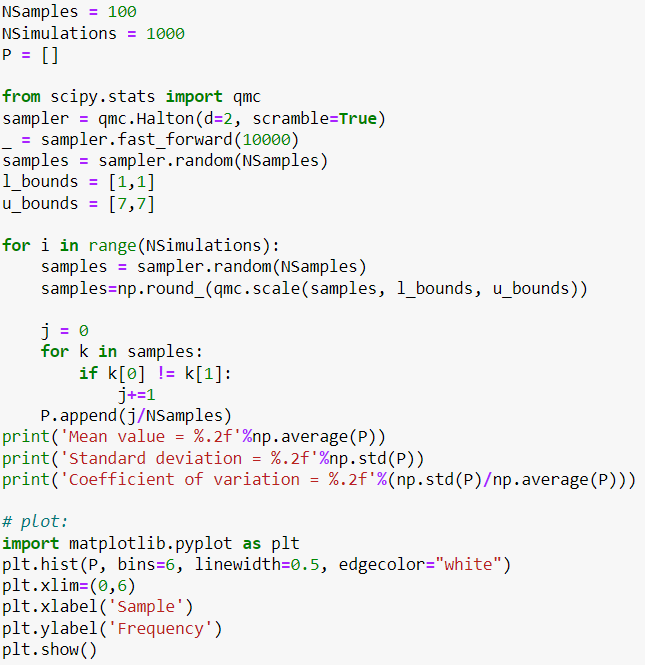 NSamples = 100
NSimulations = 1000
P = []
from scipy.stats import qmc
sampler = qmc.Halton(d=2, scramble=True)
_ = sampler.fast_forward(10000)
samples = sampler.random(NSamples)
l_bounds = [1,1]
u_bounds = [7,7]
for i in range(NSimulations):
    samples = sampler.random(NSamples)
    samples=np.round_(qmc.scale(samples, l_bounds, u_bounds))
    j = 0
    for k in samples:
        if k[0] != k[1]:
            j+=1
    P.append(j/NSamples)
print('Mean value = %.2f'%np.average(P))
print('Standard deviation = %.2f'%np.std(P))
print('Coefficient of variation = %.2f'%(np.std(P)/np.average(P)))
# plot:
import matplotlib.pyplot as plt
plt.hist(P, bins=6, linewidth=0.5, edgecolor="white")
plt.xlim=(0,6)
plt.xlabel('Sample')
plt.ylabel('Frequency')
plt.show()